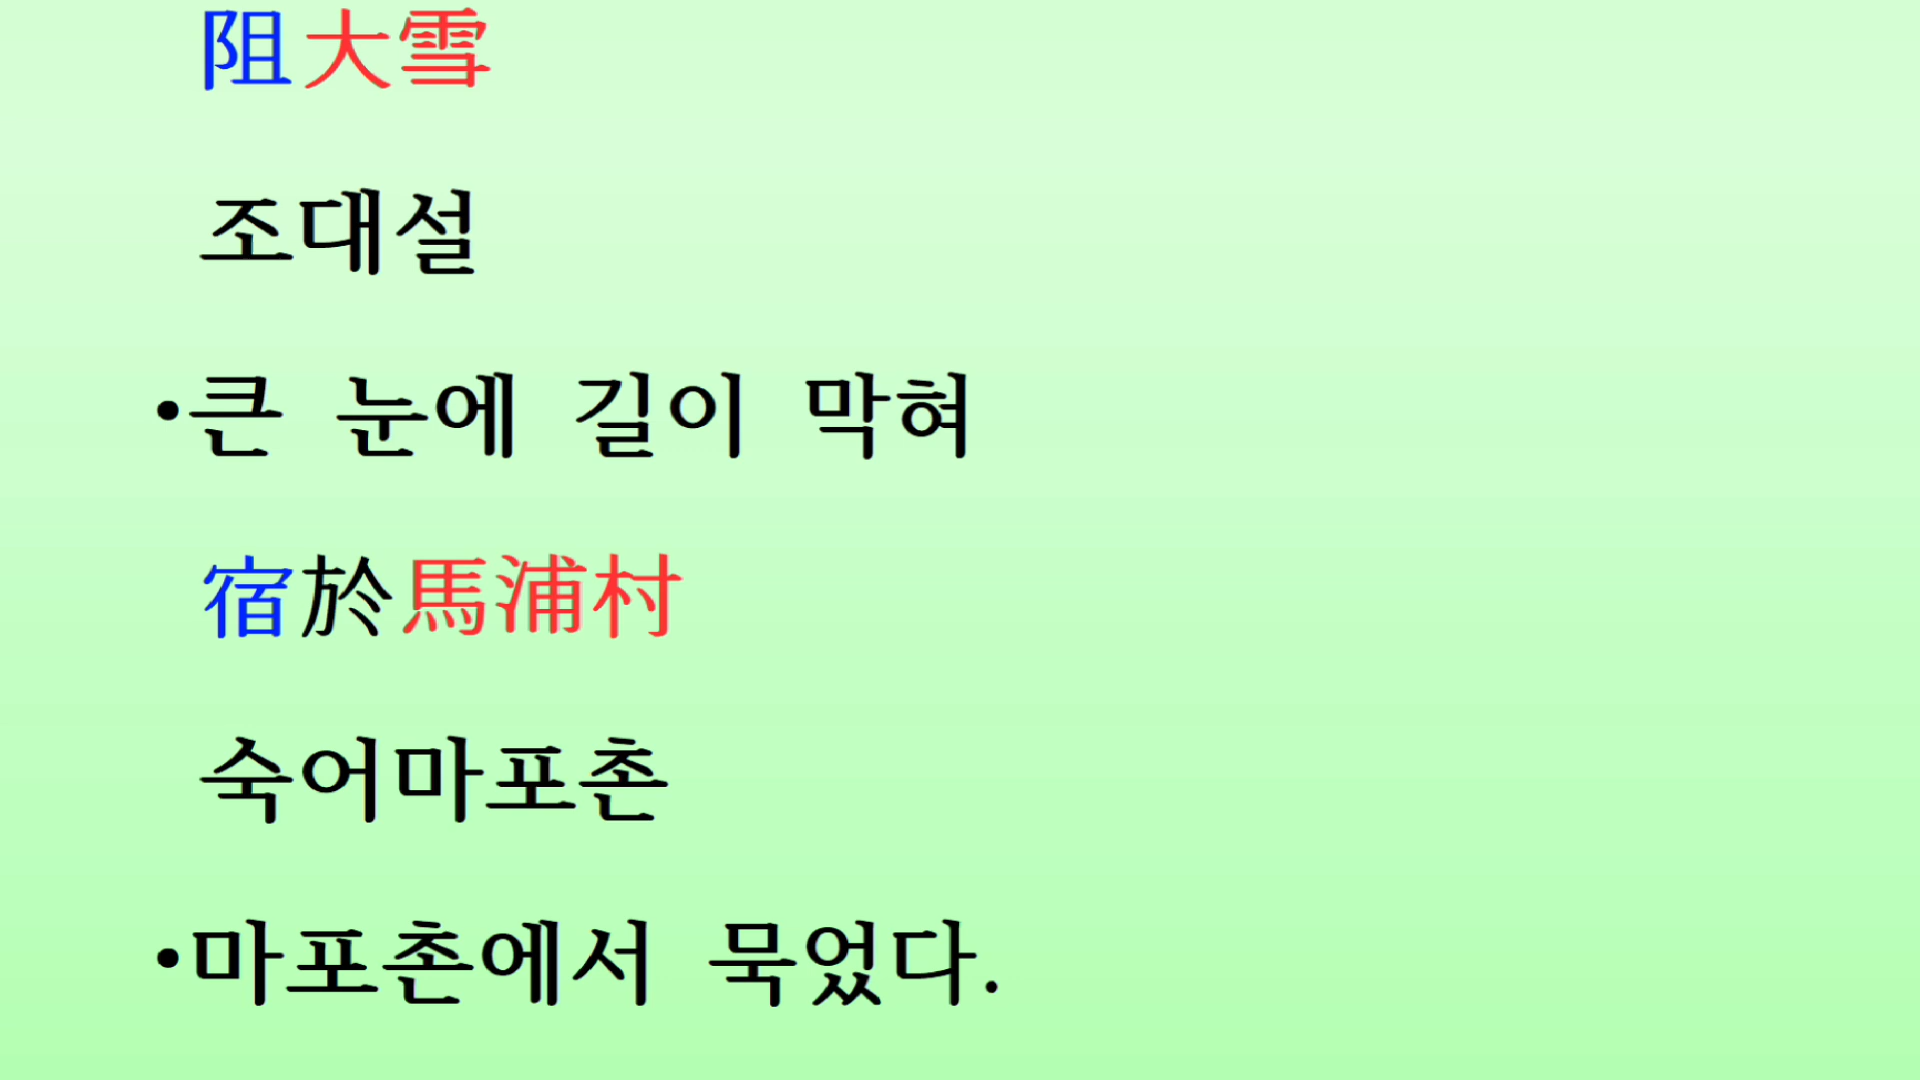 阻大雪
조대설
•큰 눈에 길이 막혀
宿於馬浦村
숙어마포촌
•마포촌에서 묵었다.